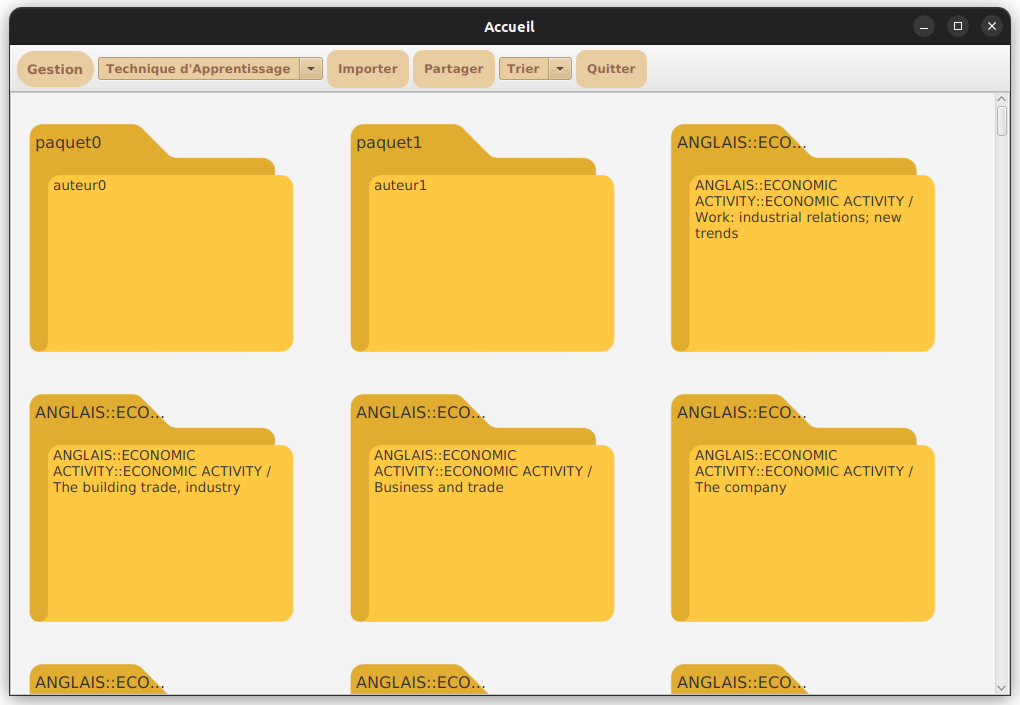 Accueil
Gestion
Technique d'Apprentissage
Importer
Partager
Trier
Quitter
paquet0
auteur0
paquet1
auteur1
ANGLAIS::ECO...
ANGLAIS::ECONOMIC
ACTIVITY::ECONOMIC ACTIVITY /
Work: industrial relations; new
trends
ANGLAIS::ECO...
ANGLAIS::ECONOMIC
ACTIVITY::ECONOMIC ACTIVITY /
The building trade, industry
ANGLAIS::ECO...
ANGLAIS::ECONOMIC
ACTIVITY::ECONOMIC ACTIVITY /
Business and trade
ANGLAIS::ECO...
ANGLAIS::ECONOMIC
ACTIVITY::ECONOMIC ACTIVITY /
The company
ANGLAIS::ECO...
ANGLAIS::ECO...
ANGLAIS::ECO...